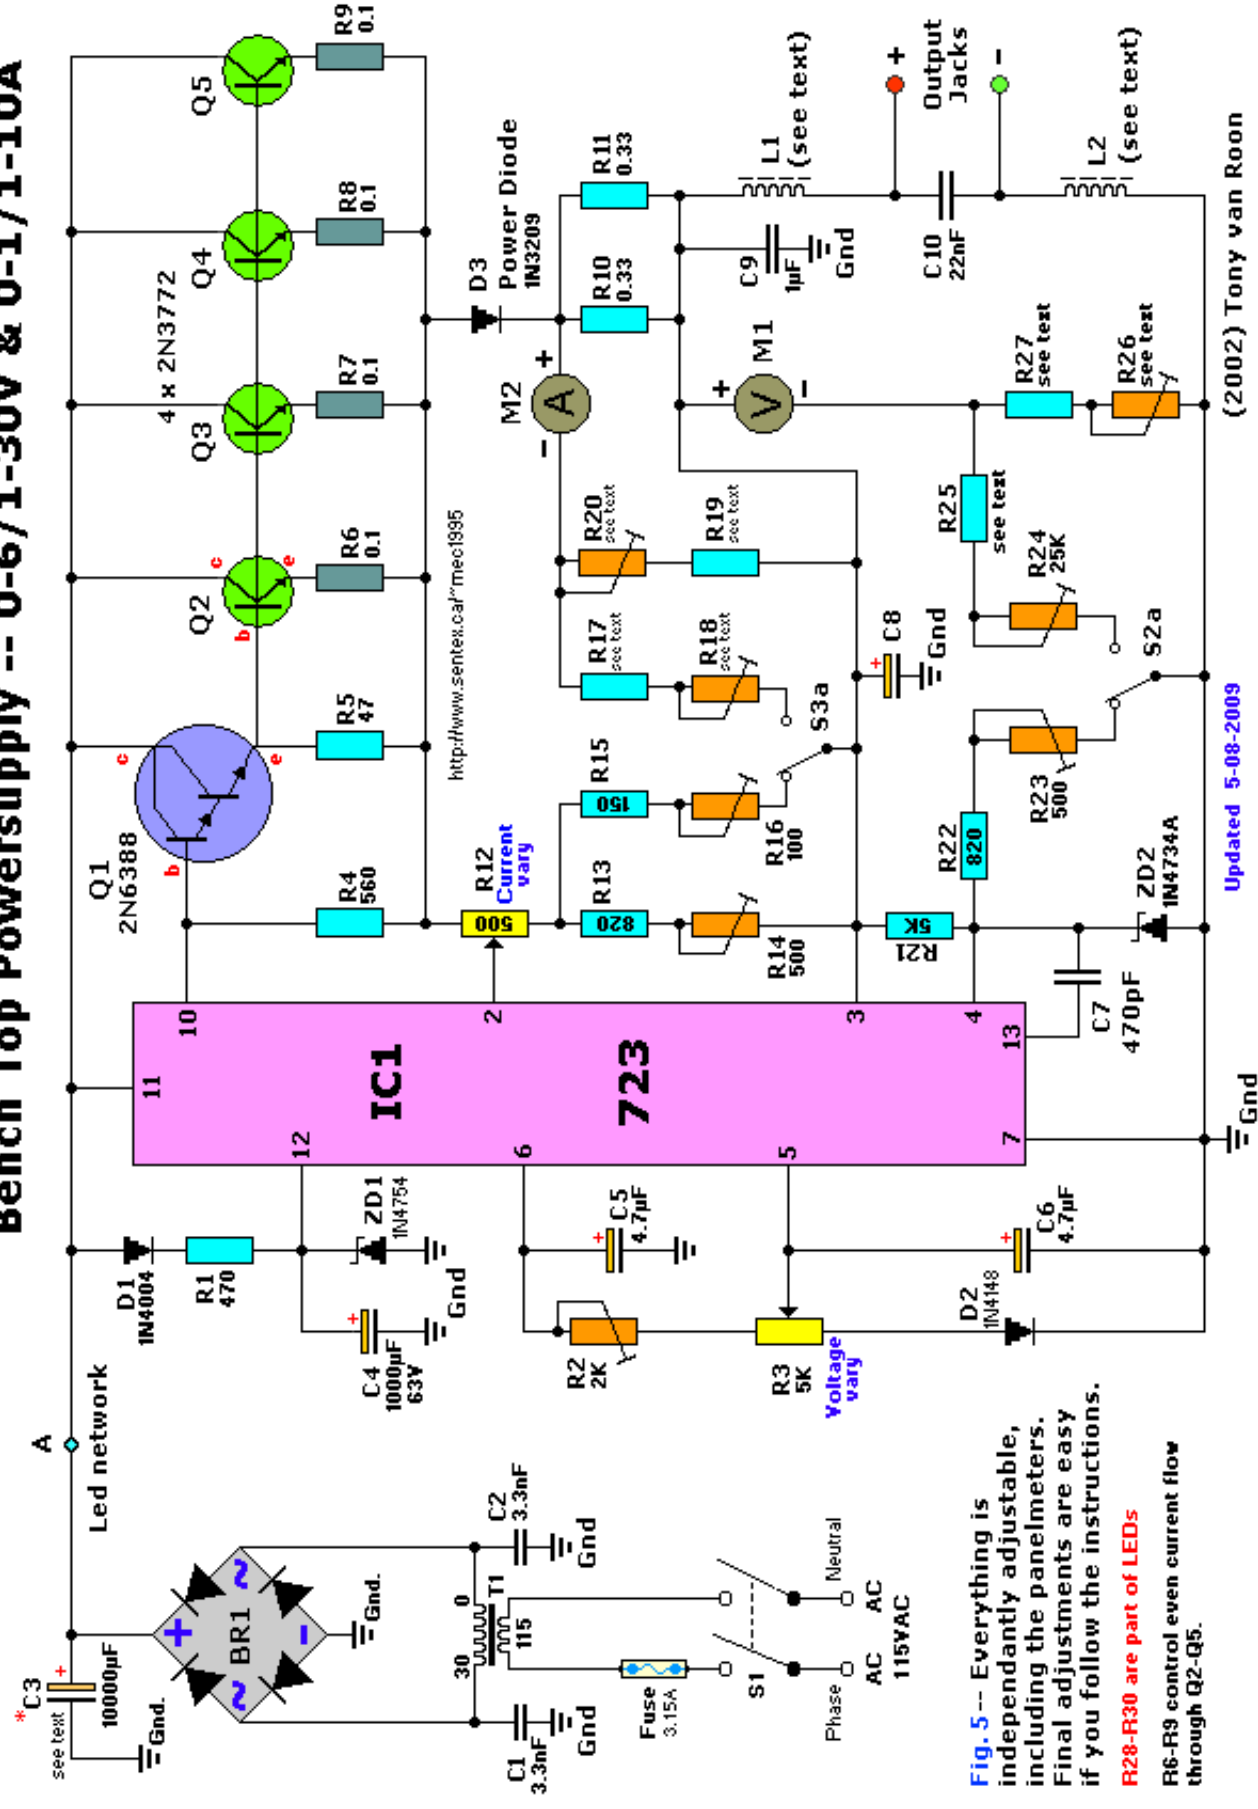 Bench Top Powersupply -- 0-6/1-30V & 0-1/1-10A
*C3
see text
+
10000µF
Gnd.
A
Led network
BR1
+
-
~
~
Gnd.
30
0
T1
115
C1
3.3nF
Gnd
C2
3.3nF
Gnd
Fuse
3.15A
S1
Phase
Neutral
AC
AC
115VAC
D1
1N4004
R1
470
C4
1000µF
63V
+
Gnd
ZD1
1N4754
R2
2K
C5
4.7µF
+
R3
5K
Voltage
vary
D2
1N4148
C6
4.7µF
+
IC1
723
11
12
6
5
7
10
2
3
4
13
Gnd
Q1
2N6388
b
c
e
R4
560
R5
47
Q2
b
c
e
Q3
Q4
Q5
4 x 2N3772
R6
0.1
R7
0.1
R8
0.1
R9
0.1
http://www.sentex.ca/~mec1995
D3
Power Diode
1N3209
R12
500
Current
vary
R13
820
R14
500
R15
150
R16
100
R17
see text
R18
see text
S3a
R20
see text
R19
see text
M2
A
-
+
R10
0.33
R11
0.33
M1
V
+
-
C9
1µF
Gnd
L1
(see text)
+
Output
Jacks
-
C10
22nF
L2
(see text)
C8
+
Gnd
R21
5K
R22
820
R23
500
R24
25K
R25
see text
S2a
R27
see text
R26
see text
C7
470pF
ZD2
1N4734A
Fig. 5 -- Everything is
independantly adjustable,
including the panelmeters.
Final adjustments are easy
if you follow the instructions.
R28-R30 are part of LEDs
R6-R9 control even current flow
through Q2-Q5.
Updated 5-08-2009
(2002) Tony van Roon